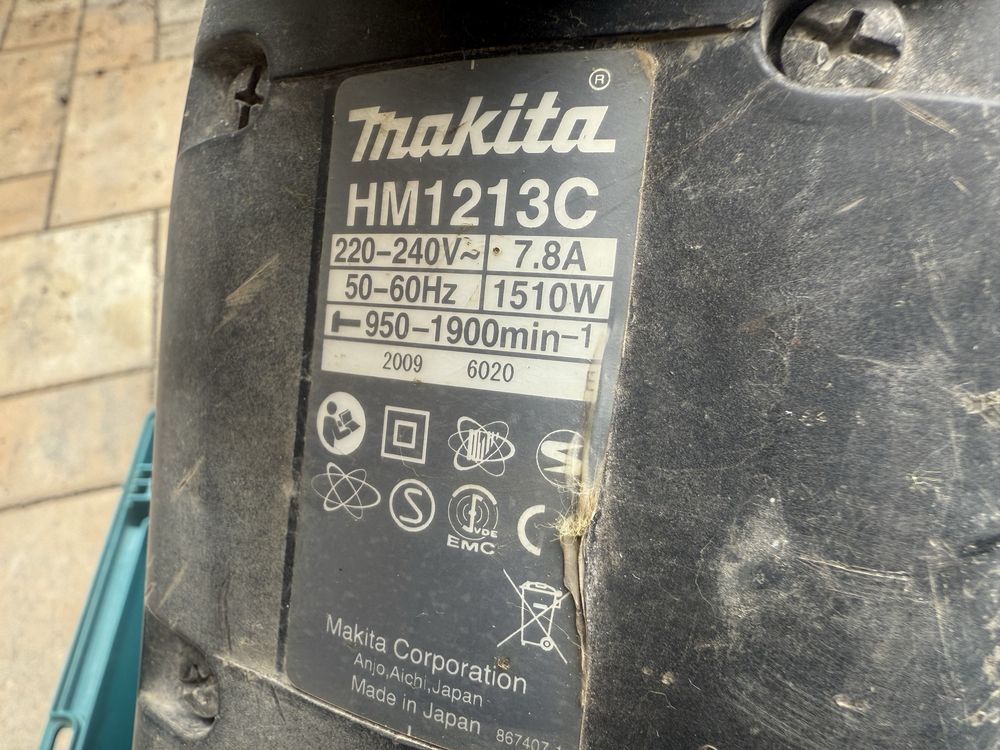 makita®
HM1213C
220-240V~ 7.8A
50-60Hz 1510W
950-1900min-1
2009 6020 E
S
VDE
EMC
Makita Corporation
Anjo,Aichi,Japan
Made in Japan
867407